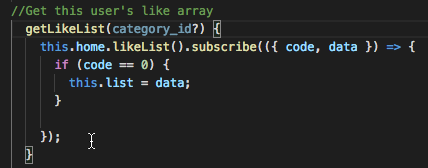 //Get this user's like array
getLikeList(category_id?) {
this.home.likeList().subscribe(({ code, data }) => {
if (code == 0) {
this.list = data;
}
});
}